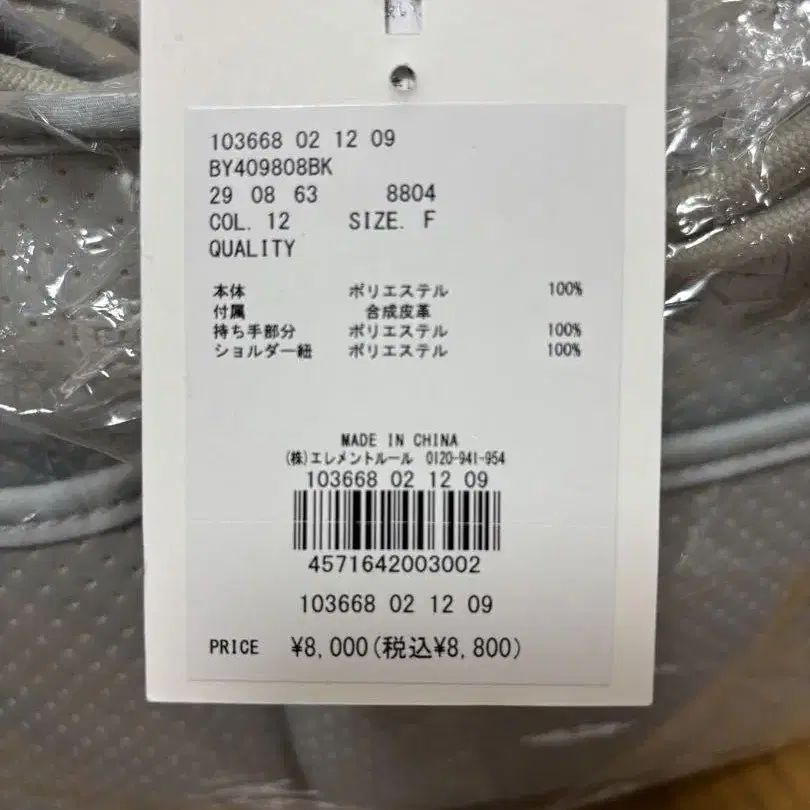 103668 02 12 09
BY409808BK
29 08 63 8804
COL. 12 SIZE. F
QUALITY
本体 ポリエステル 100%
付属 合成皮革
持ち手部分 ポリエステル 100%
ショルダー紐 ポリエステル 100%
MADE IN CHINA
(株)エレメントルール 0120-941-954
103668 02 12 09
4571642003002
103668 02 12 09
PRICE ¥8,000(税込¥8,800)